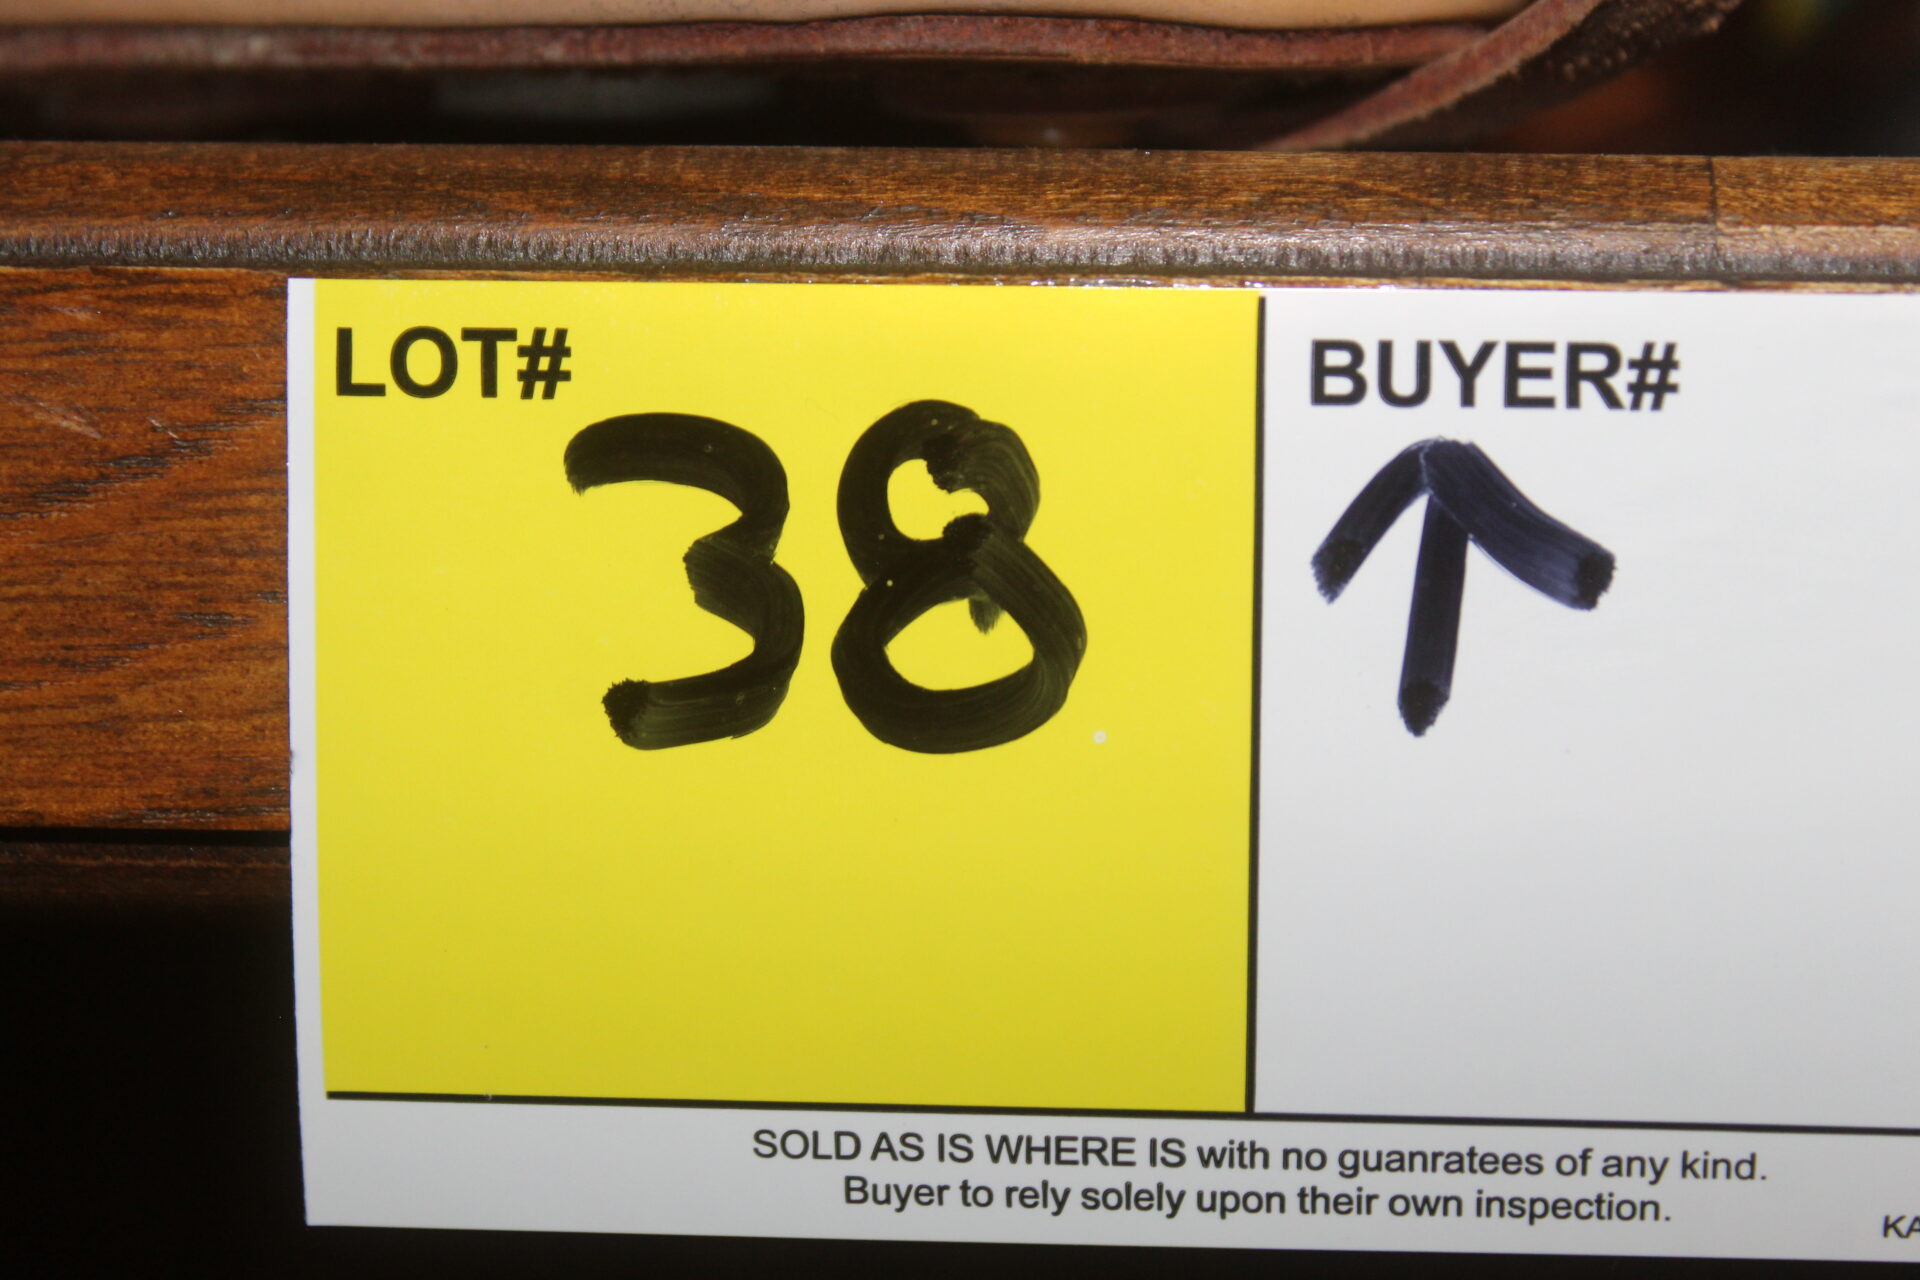 LOT# BUYER#
38 ↑
SOLD AS IS WHERE IS with no guanratees of any kind.
Buyer to rely solely upon their own inspection.
KA